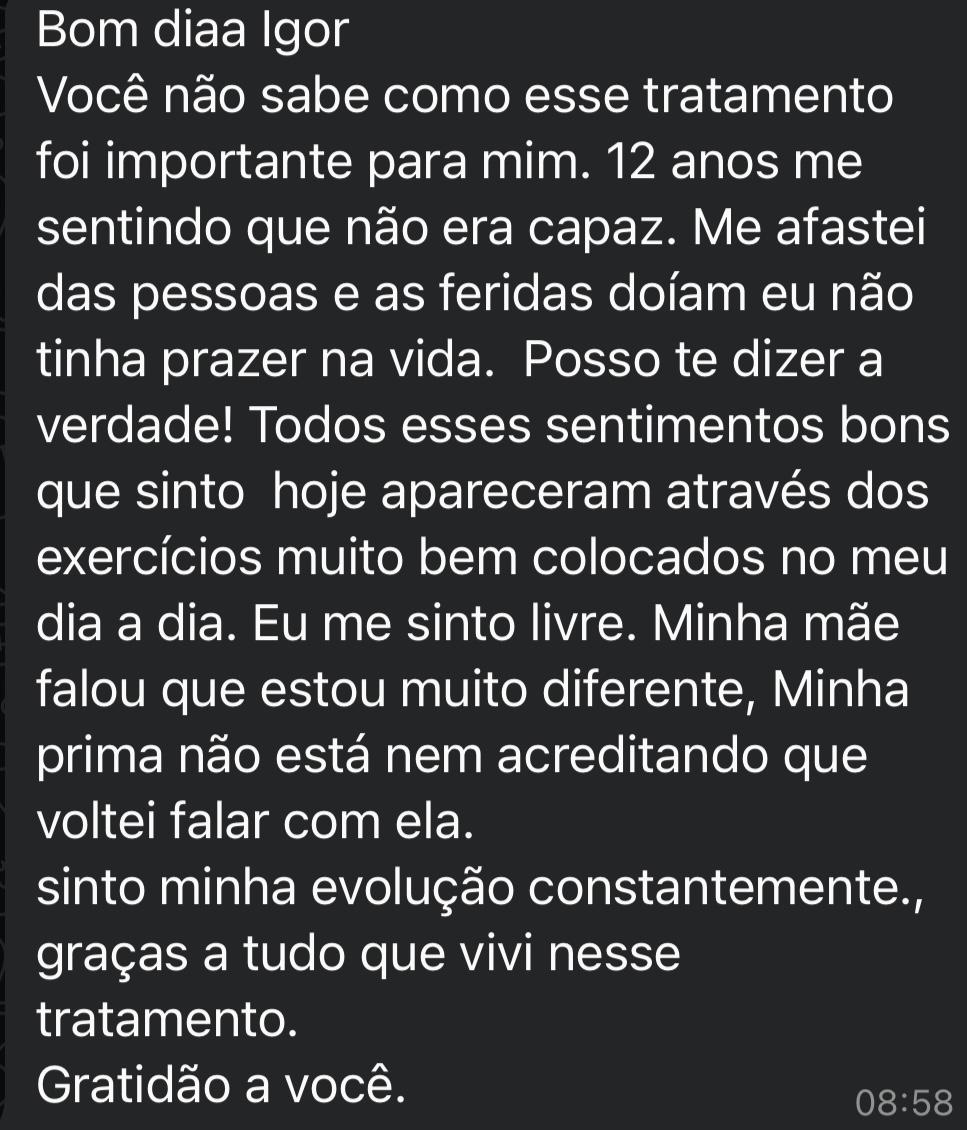 Bom diaa Igor
Você não sabe como esse tratamento
foi importante para mim. 12 anos me
sentindo que não era capaz. Me afastei
das pessoas e as feridas doíam eu não
tinha prazer na vida.  Posso te dizer a
verdade! Todos esses sentimentos bons
que sinto  hoje apareceram através dos
exercícios muito bem colocados no meu
dia a dia. Eu me sinto livre. Minha mãe
falou que estou muito diferente, Minha
prima não está nem acreditando que
voltei falar com ela.
sinto minha evolução constantemente.,
graças a tudo que vivi nesse
tratamento.
Gratidão a você.
08:58